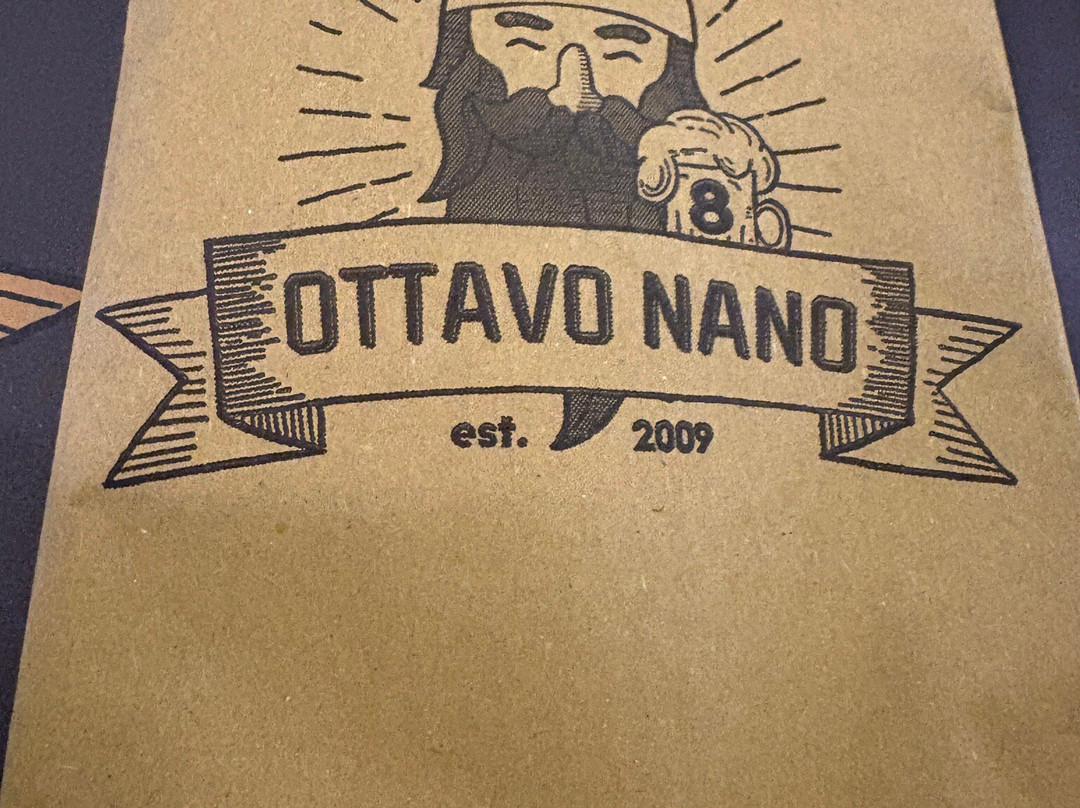 8
OTTAVO NANO
est. 2009